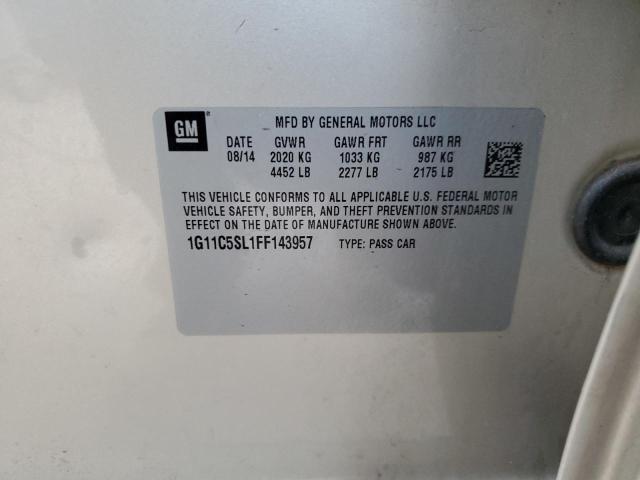 GM
MFD BY GENERAL MOTORS LLC
DATE GVWR GAWR FRT GAWR RR
08/14 2020 KG 1033 KG 987 KG
4452 LB 2277 LB 2175 LB
THIS VEHICLE CONFORMS TO ALL APPLICABLE U.S. FEDERAL MOTOR
VEHICLE SAFETY, BUMPER, AND THEFT PREVENTION STANDARDS IN
EFFECT ON THE DATE OF MANUFACTURE SHOWN ABOVE.
1G11C5SL1FF143957 TYPE: PASS CAR